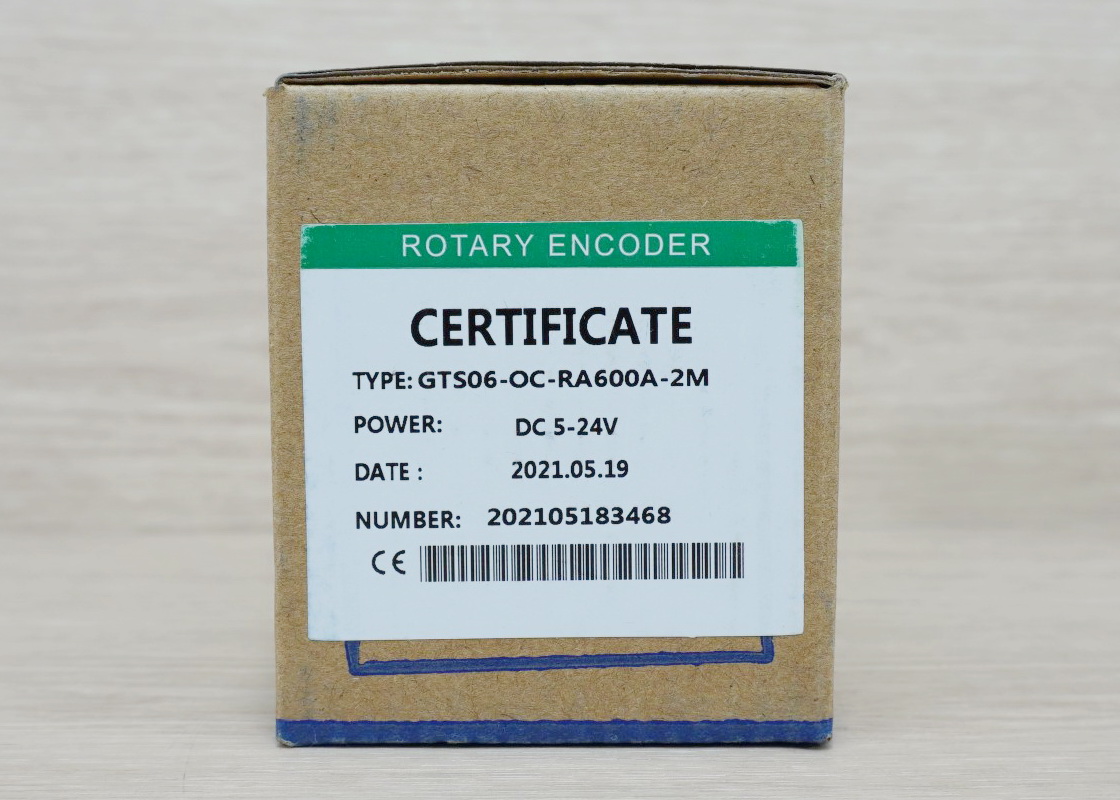 ROTARY ENCODER
CERTIFICATE
TYPE: GTS06-OC-RA600A-2M
POWER: DC 5-24V
DATE : 2021.05.19
NUMBER: 202105183468
CE